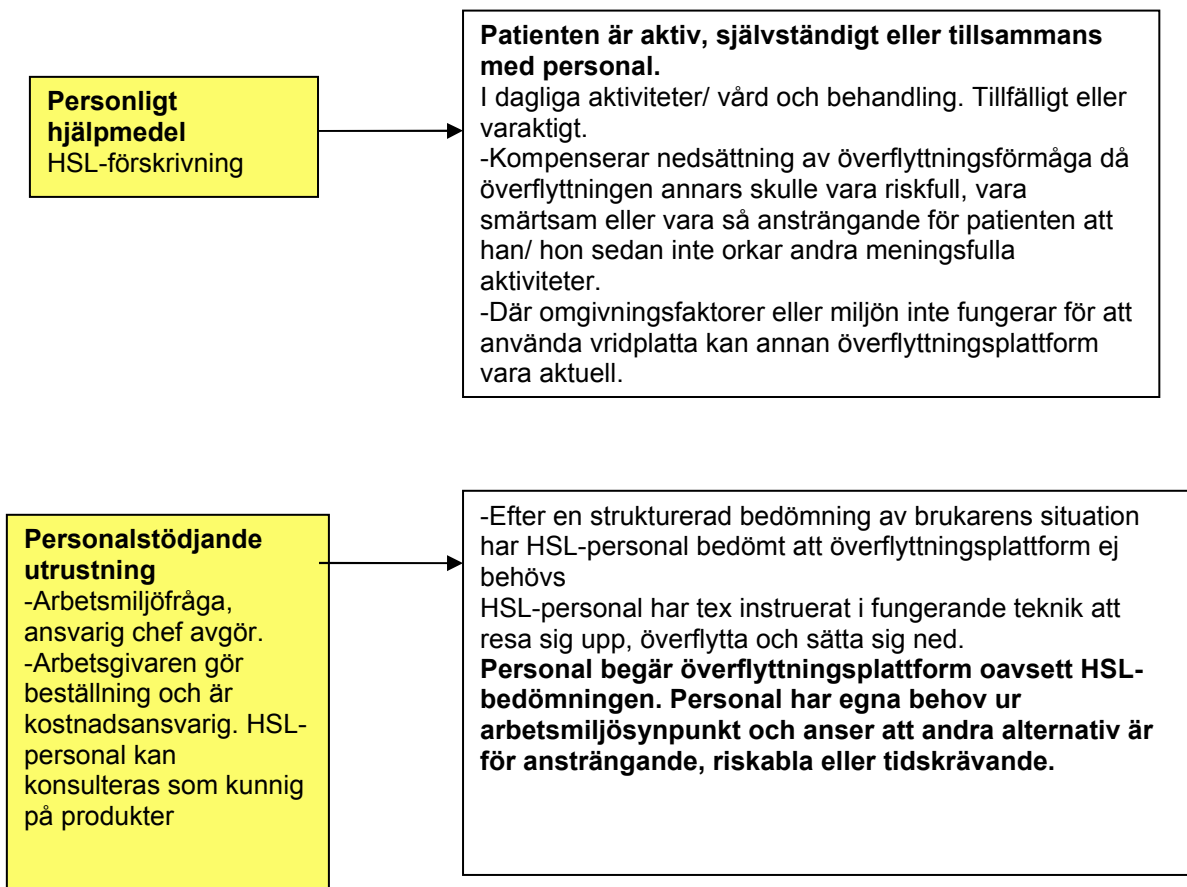 Personligt
hjälpmedel
HSL-förskrivning
Patienten är aktiv, självständigt eller tillsammans
med personal.
I dagliga aktiviteter/ vård och behandling. Tillfälligt eller
varaktigt.
-Kompenserar nedsättning av överflyttningsförmåga då
överflyttningen annars skulle vara riskfull, vara
smärtsam eller vara så ansträngande för patienten att
han/ hon sedan inte orkar andra meningsfulla
aktiviteter.
-Där omgivningsfaktorer eller miljön inte fungerar för att
använda vridplatta kan annan överflyttningsplattform
vara aktuell.
Personalstödjande
utrustning
-Arbetsmiljöfråga,
ansvarig chef avgör.
-Arbetsgivaren gör
beställning och är
kostnadsansvarig. HSL-
personal kan
konsulteras som kunnig
på produkter
-Efter en strukturerad bedömning av brukarens situation
har HSL-personal bedömt att överflyttningsplattform ej
behövs
HSL-personal har tex instruerat i fungerande teknik att
resa sig upp, överflytta och sätta sig ned.
Personal begär överflyttningsplattform oavsett HSL-
bedömningen. Personal har egna behov ur
arbetsmiljösynpunkt och anser att andra alternativ är
för ansträngande, riskabla eller tidskrävande.